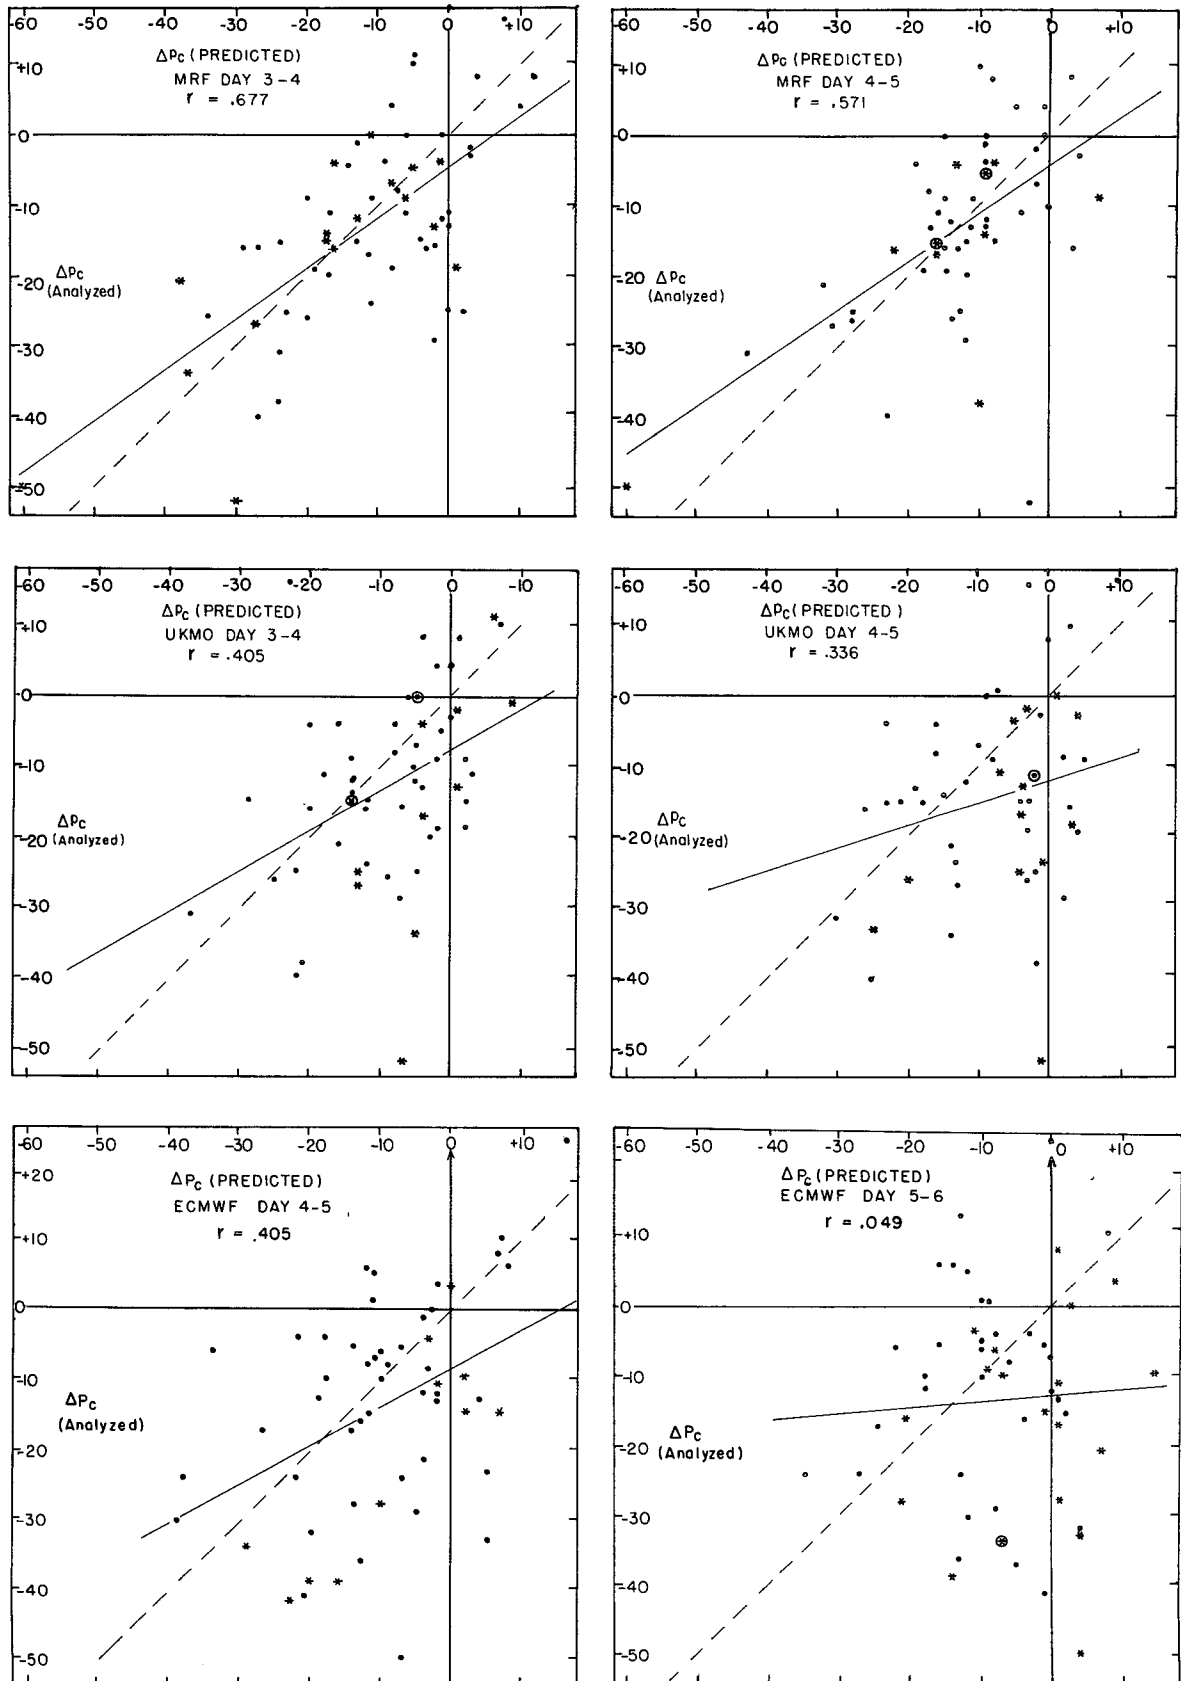 -60 -50 -40 -30 -20 -10 0 +10
ΔPc (PREDICTED)
MRF DAY 3-4
r = .677
+10
0
-10
-20
ΔPc
(Analyzed)
-30
-40
-50
-60 -50 -40 -30 -20 -10 0 +10
ΔPc (PREDICTED)
MRF DAY 4-5
r = .571
+10
0
-10
-20
ΔPc
(Analyzed)
-30
-40
-50
-60 -50 -40 -30 -20 -10 0 -10
ΔPc (PREDICTED)
UKMO DAY 3-4
r = .405
+10
0
-10
-20
ΔPc
(Analyzed)
-30
-40
-50
-60 -50 -40 -30 -20 -10 0 +10
ΔPc (PREDICTED)
UKMO DAY 4-5
r = .336
+10
0
-10
ΔPc
-20 (Analyzed)
-30
-40
-50
-60 -50 -40 -30 -20 -10 0 +10
+20
ΔPc (PREDICTED)
ECMWF DAY 4-5
r = .405
+10
0
-10
ΔPc
(Analyzed)
-20
-30
-40
-50
-60 -50 -40 -30 -20 -10 0 +10
ΔPc (PREDICTED)
ECMWF DAY 5-6
r = .049
+10
0
-10
ΔPc
(Analyzed)
-20
-30
-40
-50